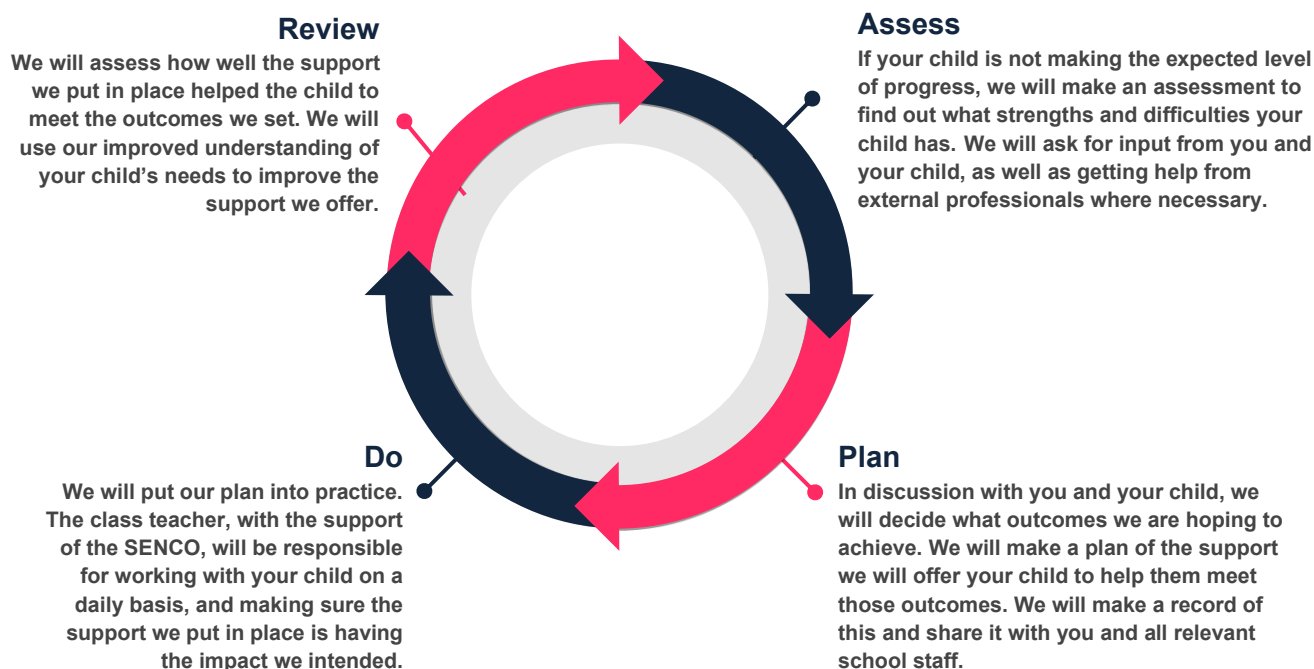 Review
We will assess how well the support
we put in place helped the child to
meet the outcomes we set. We will
use our improved understanding of
your child’s needs to improve the
support we offer.
Assess
If your child is not making the expected level
of progress, we will make an assessment to
find out what strengths and difficulties your
child has. We will ask for input from you and
your child, as well as getting help from
external professionals where necessary.
Do
We will put our plan into practice.
The class teacher, with the support
of the SENCO, will be responsible
for working with your child on a
daily basis, and making sure the
support we put in place is having
the impact we intended.
Plan
In discussion with you and your child, we
will decide what outcomes we are hoping to
achieve. We will make a plan of the support
we will offer your child to help them meet
those outcomes. We will make a record of
this and share it with you and all relevant
school staff.